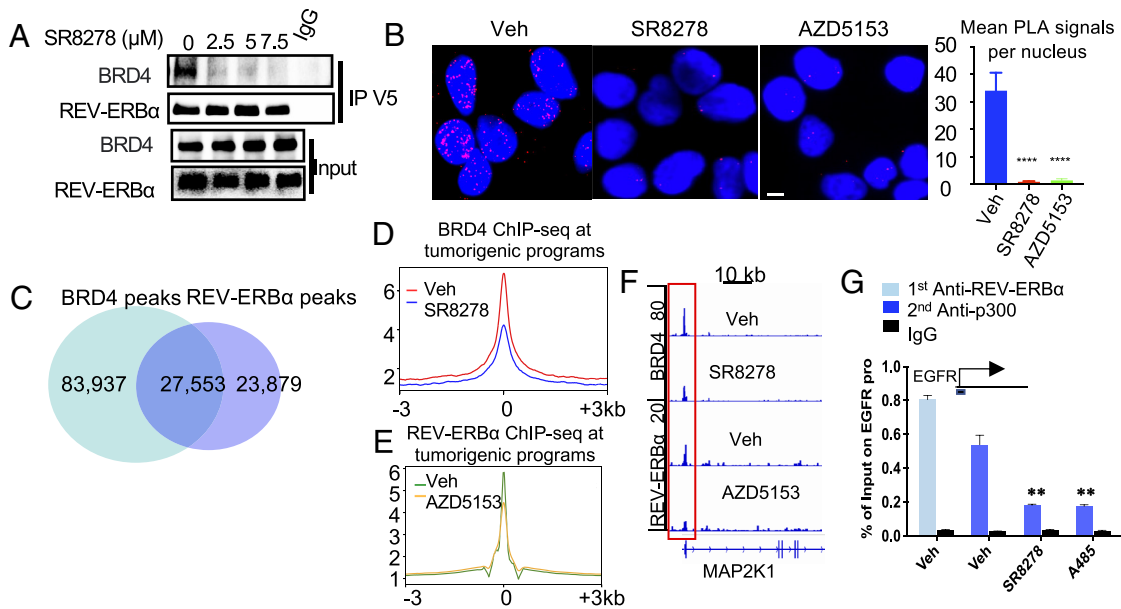 A
SR8278 (µM)
0 2.5 5 7.5 IgG
BRD4
REV-ERBα
IP V5
BRD4
REV-ERBα
Input
B
Veh SR8278 AZD5153
Mean PLA signals
per nucleus
50
40
30
20
10
0
****
****
Veh
SR8278
AZD5153
C
BRD4 peaks REV-ERBα peaks
83,937 27,553 23,879
D
BRD4 ChIP-seq at
tumorigenic programs
Veh
SR8278
6
4
2
-3 0 +3kb
E
REV-ERBα ChIP-seq at
tumorigenic programs
Veh
AZD5153
6
5
4
3
2
1
-3 0 +3kb
F
10 kb
BRD4 80
Veh
SR8278
REV-ERBα 20
Veh
AZD5153
MAP2K1
G
1st Anti-REV-ERBα
2nd Anti-p300
IgG
% of Input on EGFR pro
1.0
0.8
0.6
0.4
0.2
0.0
EGFR
**
**
Veh
Veh
SR8278
A485